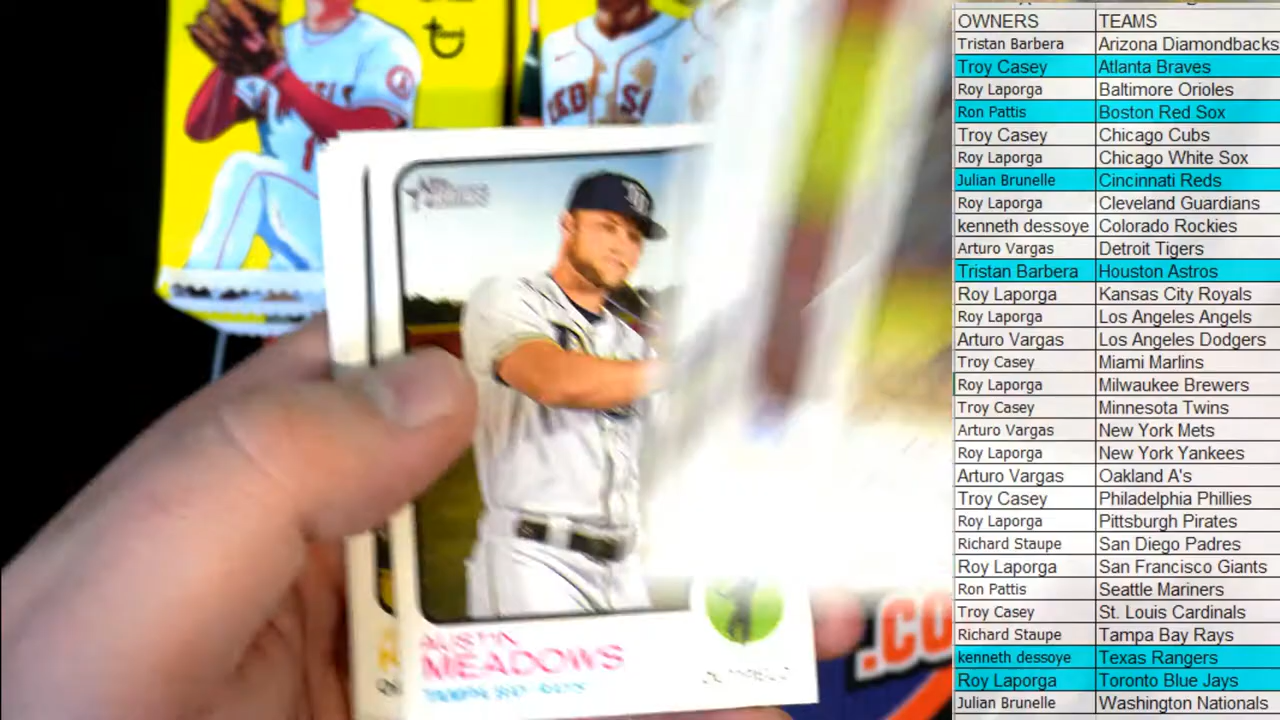 OWNERS TEAMS
Tristan Barbera Arizona Diamondbacks
Troy Casey Atlanta Braves
Roy Laporga Baltimore Orioles
Ron Pattis Boston Red Sox
Troy Casey Chicago Cubs
Roy Laporga Chicago White Sox
Julian Brunelle Cincinnati Reds
Roy Laporga Cleveland Guardians
kenneth dessoye Colorado Rockies
Arturo Vargas Detroit Tigers
Tristan Barbera Houston Astros
Roy Laporga Kansas City Royals
Roy Laporga Los Angeles Angels
Arturo Vargas Los Angeles Dodgers
Troy Casey Miami Marlins
Roy Laporga Milwaukee Brewers
Troy Casey Minnesota Twins
Arturo Vargas New York Mets
Roy Laporga New York Yankees
Arturo Vargas Oakland A's
Troy Casey Philadelphia Phillies
Roy Laporga Pittsburgh Pirates
Richard Staupe San Diego Padres
Roy Laporga San Francisco Giants
Ron Pattis Seattle Mariners
Troy Casey St. Louis Cardinals
Richard Staupe Tampa Bay Rays
kenneth dessoye Texas Rangers
Roy Laporga Toronto Blue Jays
Julian Brunelle Washington Nationals
AUSTIN
MEADOWS
TAMPA BAY RAYS
.CO